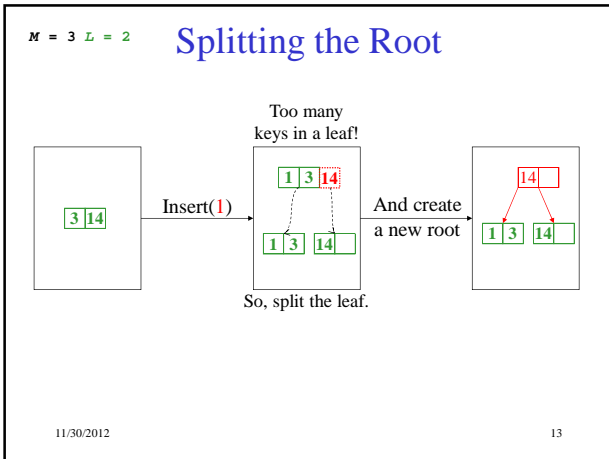 M = 3 L = 2
Splitting the Root
Too many
keys in a leaf!
3 14
Insert(1)
1 3 14
1 3 14
So, split the leaf.
And create
a new root
14
1 3 14
11/30/2012
13